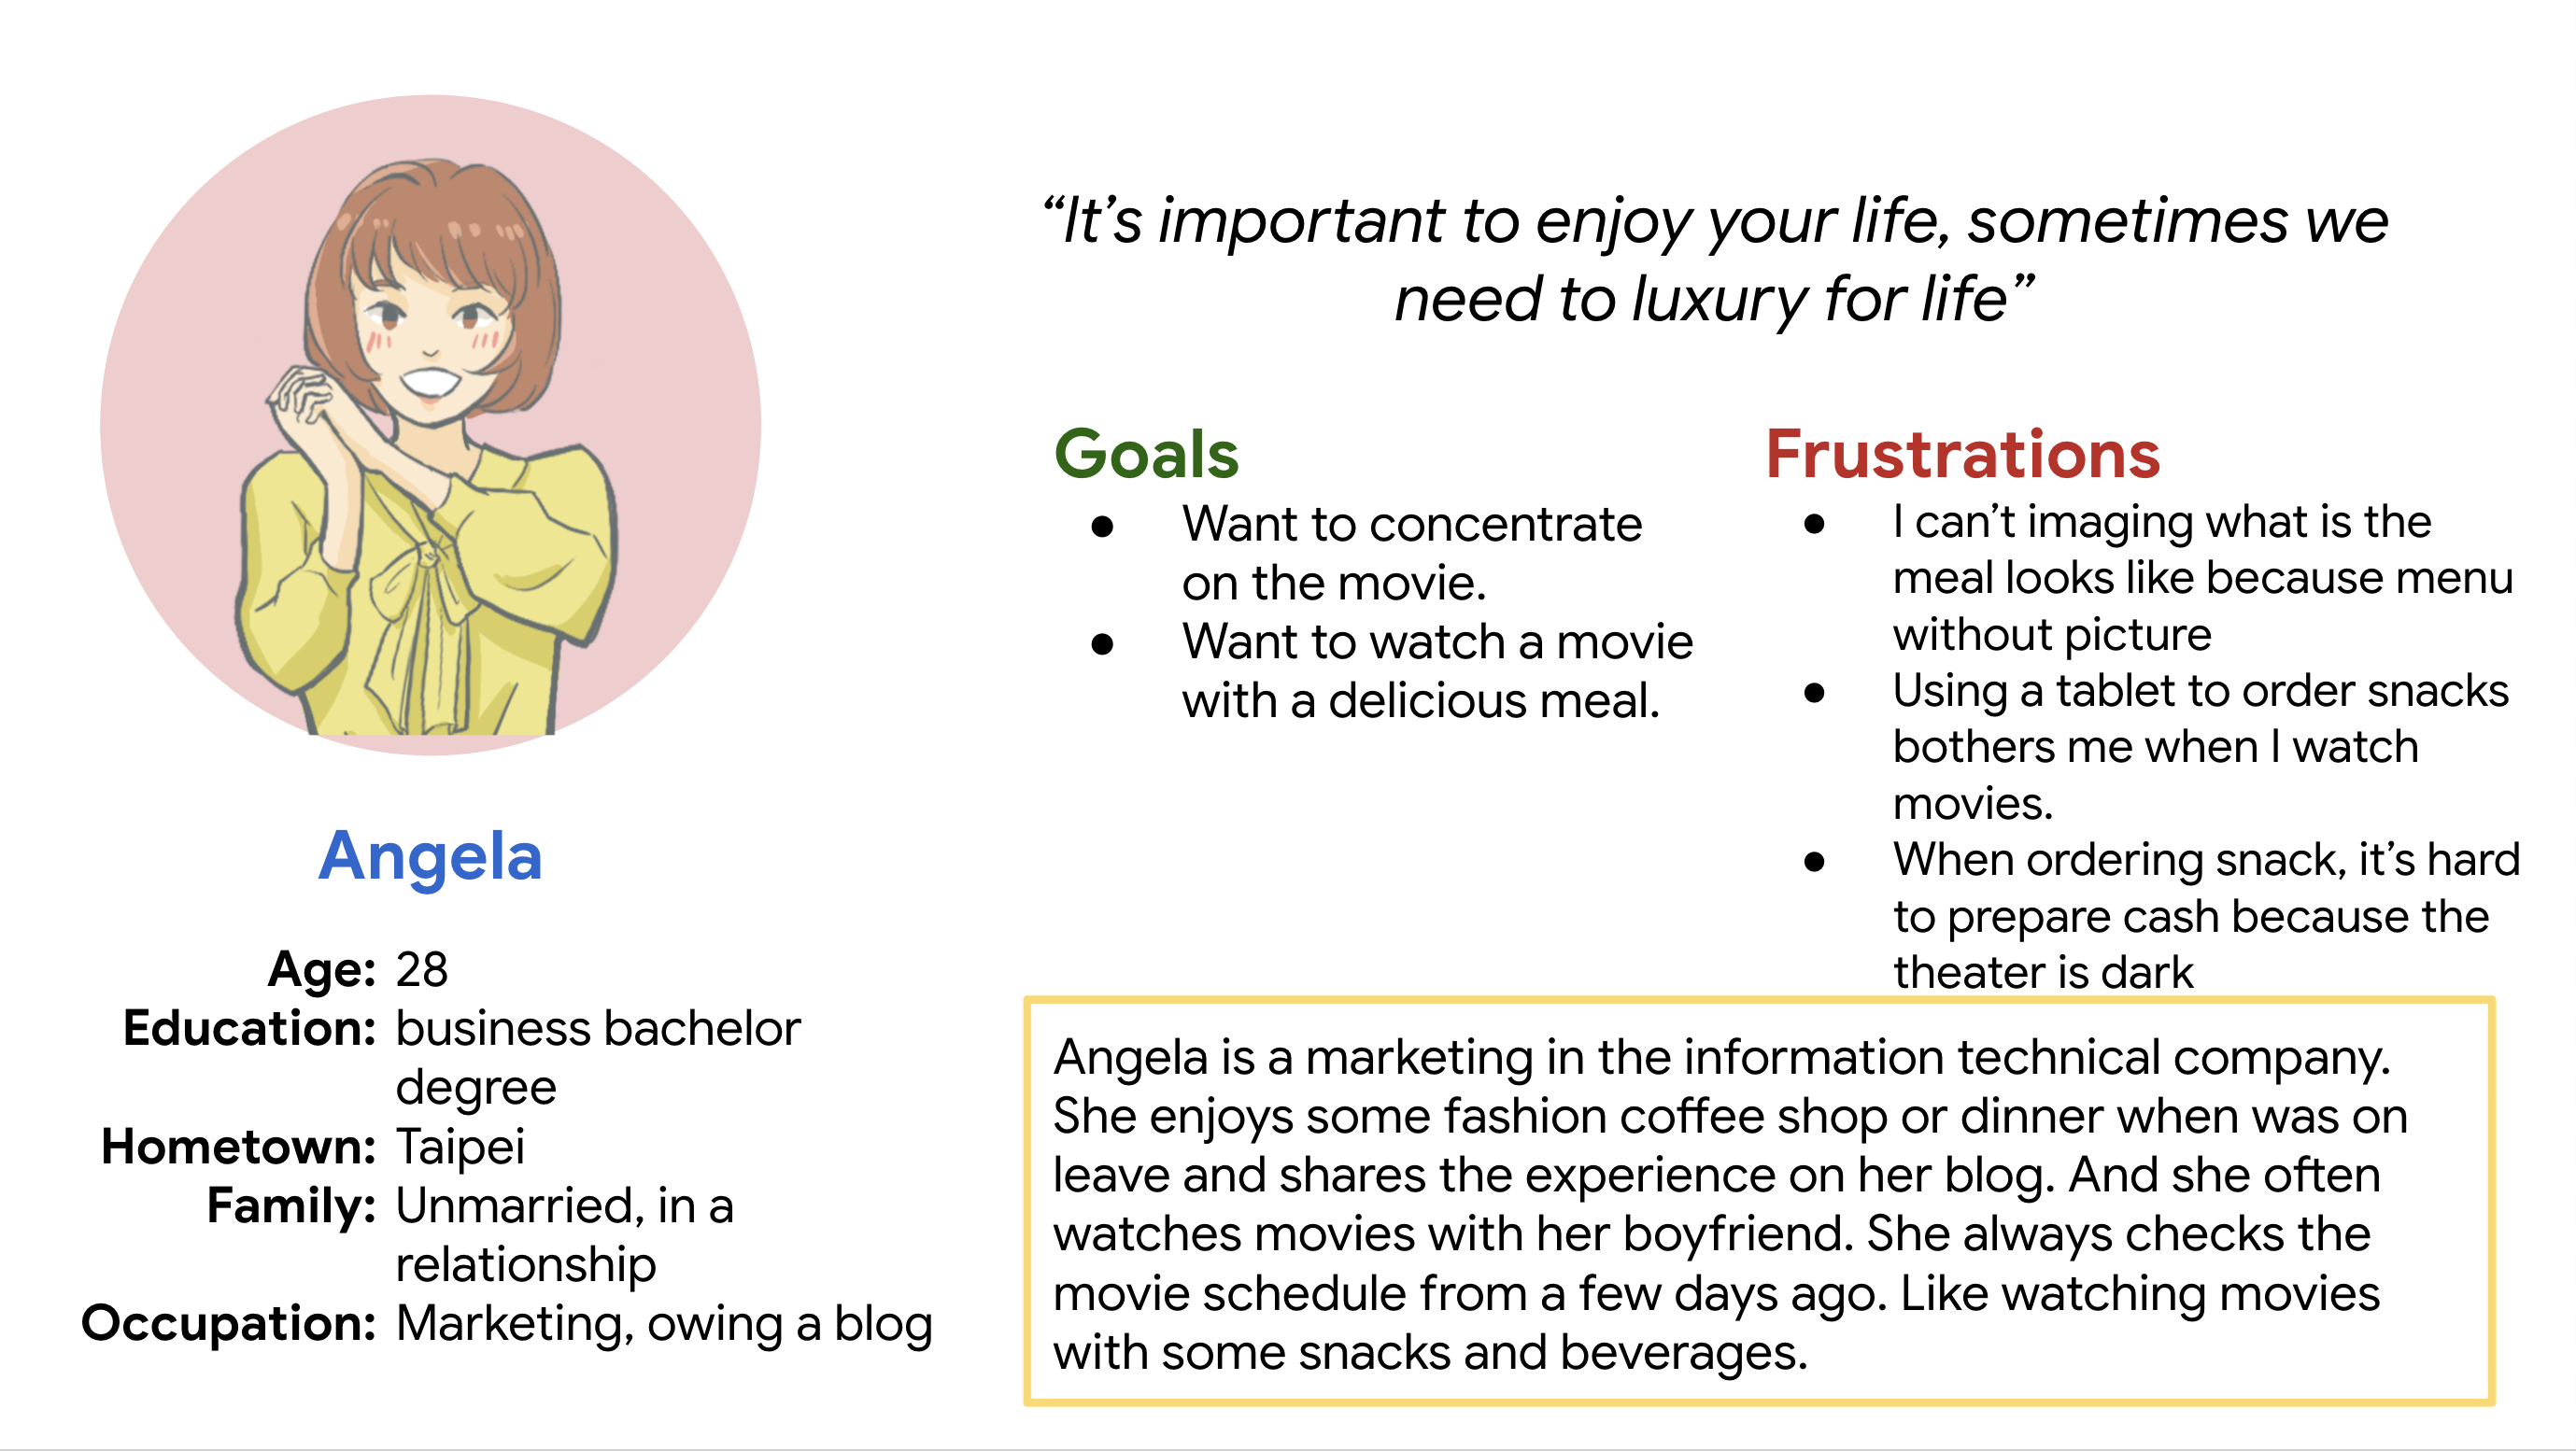 “It’s important to enjoy your life, sometimes we
need to luxury for life”
Goals
● Want to concentrate
on the movie.
● Want to watch a movie
with a delicious meal.
Frustrations
● I can’t imaging what is the
meal looks like because menu
without picture
● Using a tablet to order snacks
bothers me when I watch
movies.
● When ordering snack, it’s hard
to prepare cash because the
theater is dark
Angela
Age: 28
Education: business bachelor
degree
Hometown: Taipei
Family: Unmarried, in a
relationship
Occupation: Marketing, owing a blog
Angela is a marketing in the information technical company.
She enjoys some fashion coffee shop or dinner when was on
leave and shares the experience on her blog. And she often
watches movies with her boyfriend. She always checks the
movie schedule from a few days ago. Like watching movies
with some snacks and beverages.